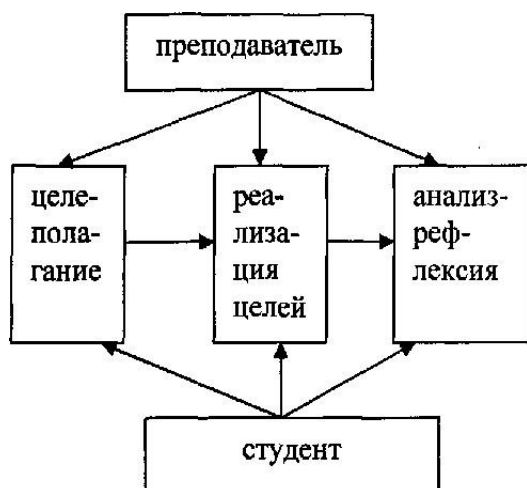 преподаватель
целе-
пола-
гание
реа-
лиза-
ция
целей
анализ-
реф-
лексия
студент